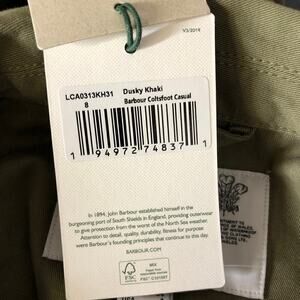 V3/2019
LCA0313KH31 Dusky Khaki
8 Barbour Coltsfoot Casual
1 94972 74837 1
In 1894, John Barbour established himself in the
burgeoning port of South Shields in England, providing outerwear
to give protection from the worst of the North Sea weather.
Attention to detail, quality, durability, fitness for purpose
were Barbour's founding principles that continue to this day.
BARBOUR.COM
FSC
MIX